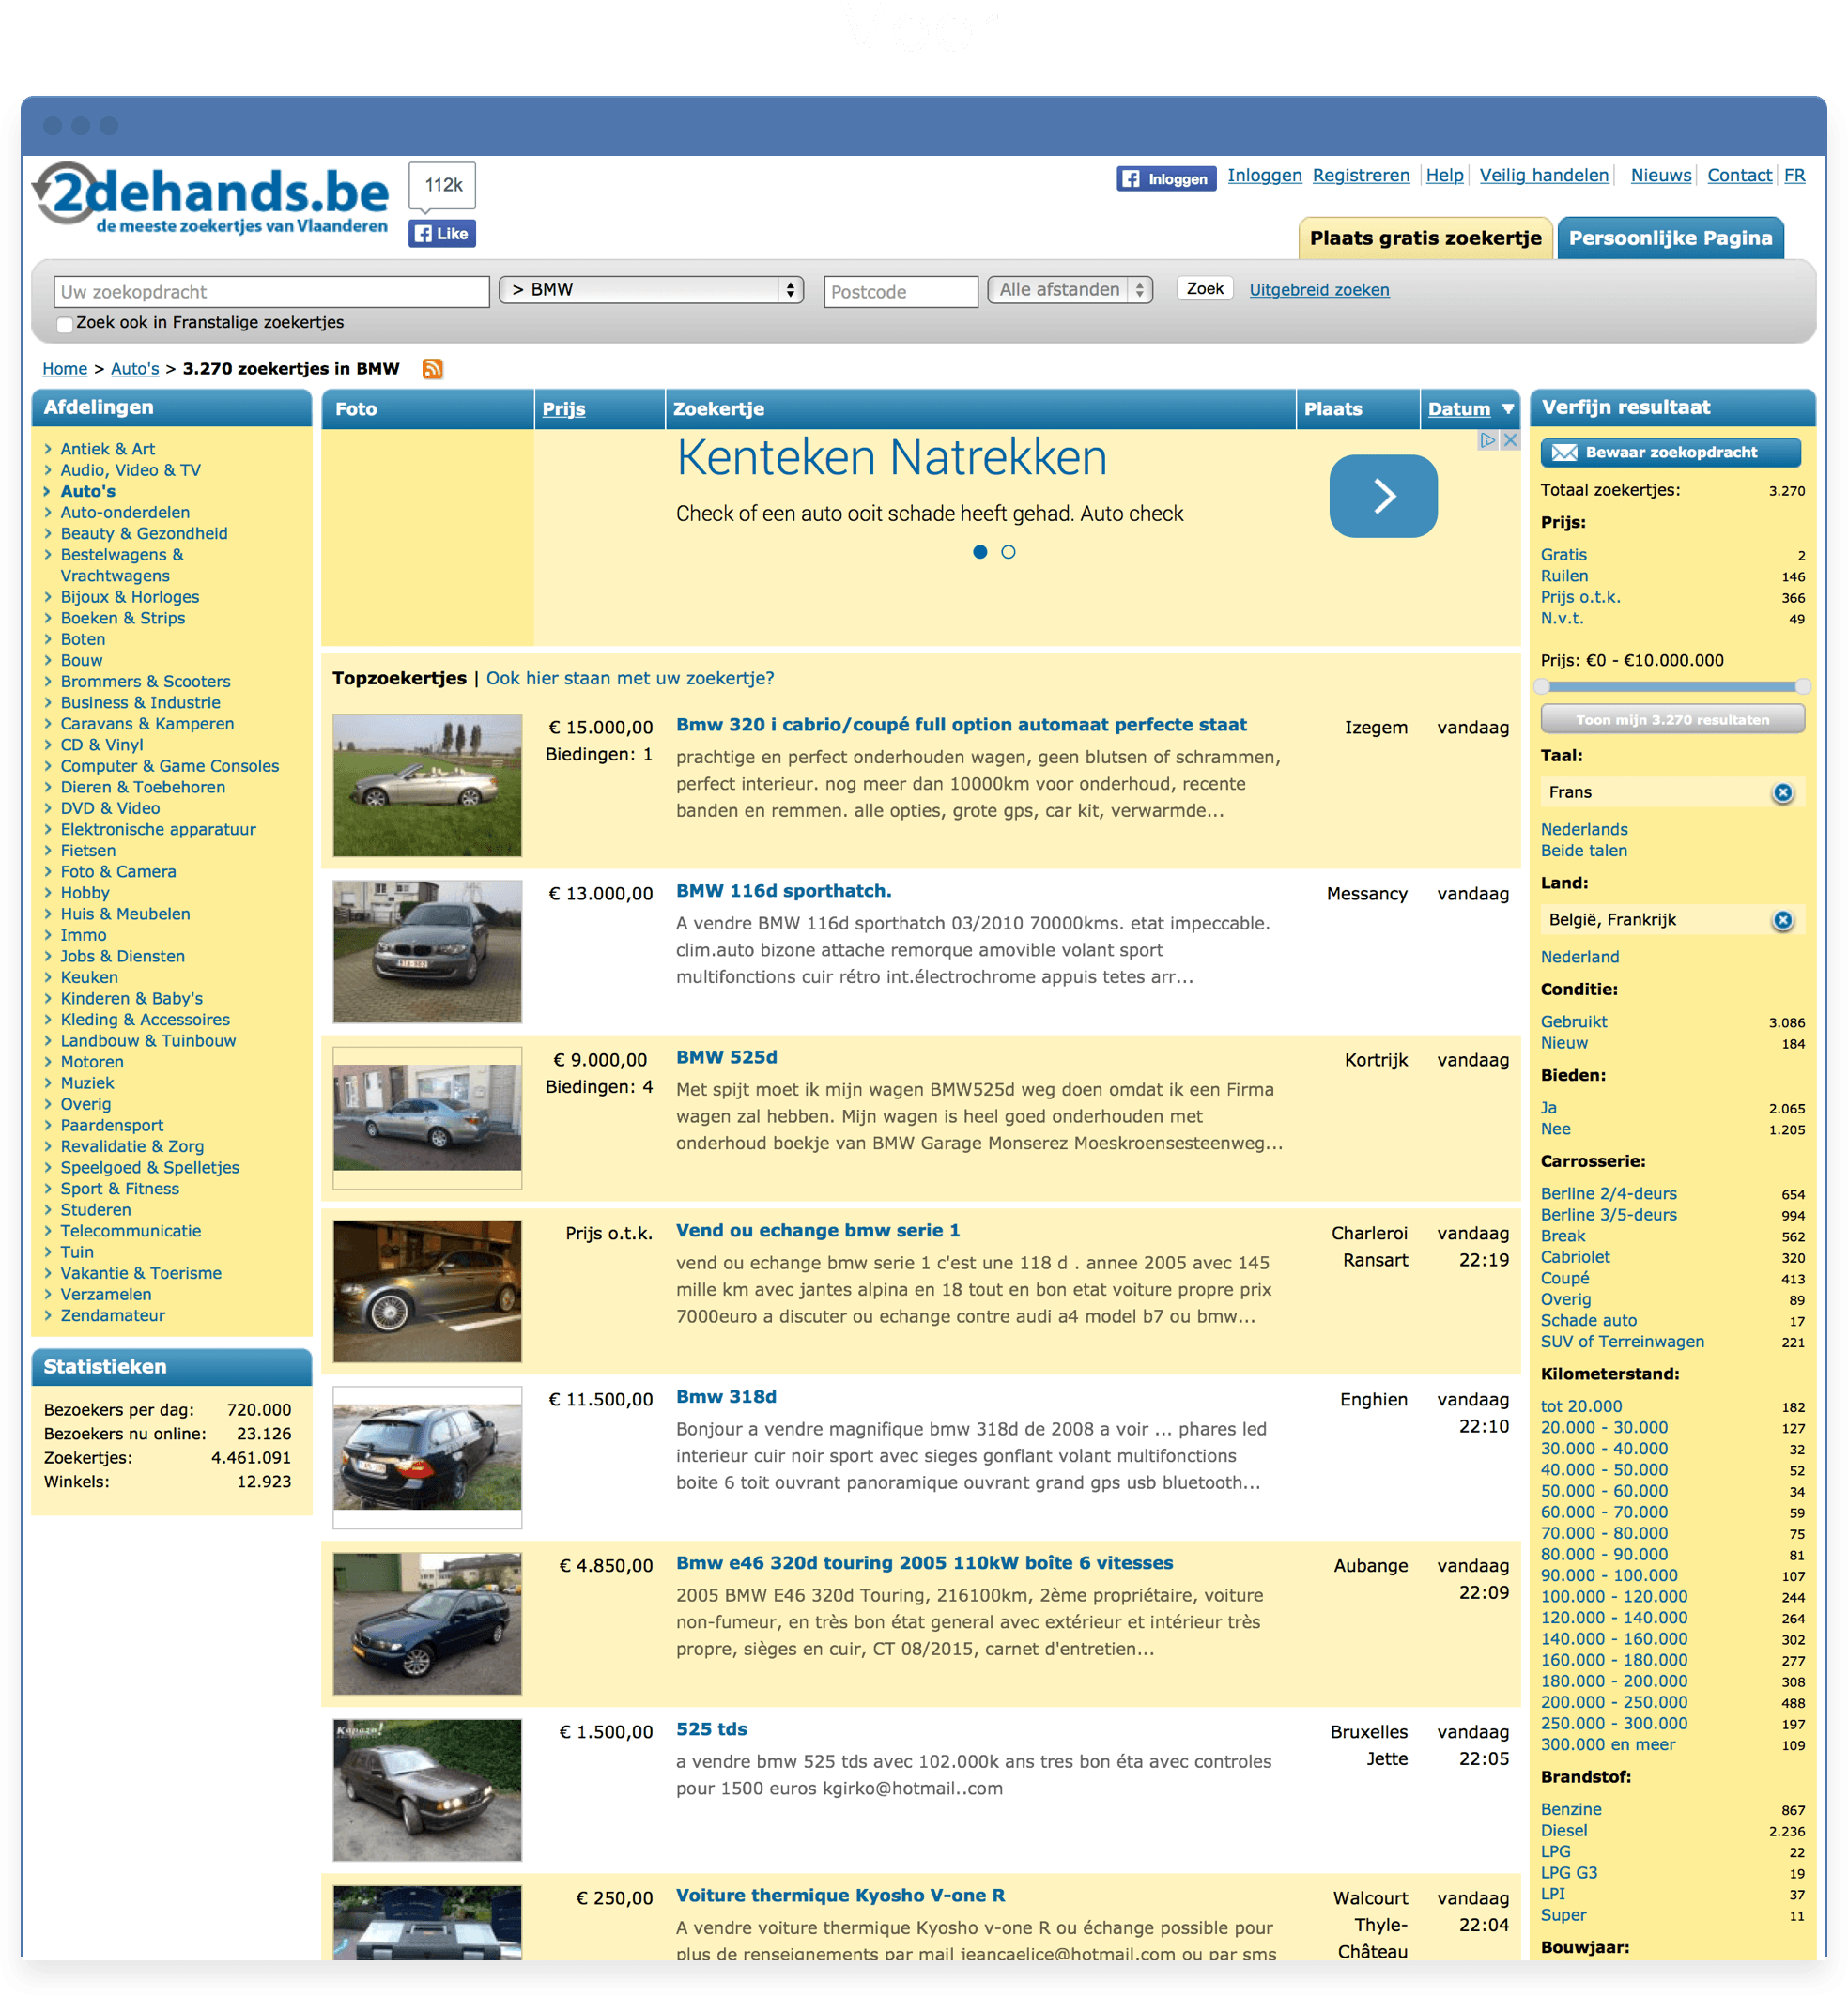 2dehands.be
de meeste zoekertjes van Vlaanderen
112k
Like
Inloggen
Inloggen Registreren Help Veilig handelen Nieuws Contact FR
Plaats gratis zoekertje Persoonlijke Pagina
Uw zoekopdracht > BMW Postcode Alle afstanden Zoek Uitgebreid zoeken
Zoek ook in Franstalige zoekertjes
Home > Auto's > 3.270 zoekertjes in BMW
Afdelingen
Antiek & Art
Audio, Video & TV
Auto's
Auto-onderdelen
Beauty & Gezondheid
Bestelwagens &
Vrachtwagens
Bijoux & Horloges
Boeken & Strips
Boten
Bouw
Brommers & Scooters
Business & Industrie
Caravans & Kamperen
CD & Vinyl
Computer & Game Consoles
Dieren & Toebehoren
DVD & Video
Elektronische apparatuur
Fietsen
Foto & Camera
Hobby
Huis & Meubelen
Immo
Jobs & Diensten
Keuken
Kinderen & Baby's
Kleding & Accessoires
Landbouw & Tuinbouw
Motoren
Muziek
Overig
Paardensport
Revalidatie & Zorg
Speelgoed & Spelletjes
Sport & Fitness
Studeren
Telecommunicatie
Tuin
Vakantie & Toerisme
Verzamelen
Zendamateur
Statistieken
Bezoekers per dag: 720.000
Bezoekers nu online: 23.126
Zoekertjes: 4.461.091
Winkels: 12.923
Foto Prijs Zoekertje Plaats Datum ▼
Kenteken Natrekken
Check of een auto ooit schade heeft gehad. Auto check
Topzoekertjes | Ook hier staan met uw zoekertje?
€ 15.000,00
Biedingen: 1
Bmw 320 i cabrio/coupé full option automaat perfecte staat
prachtige en perfect onderhouden wagen, geen blutsen of schrammen,
perfect interieur. nog meer dan 10000km voor onderhoud, recente
banden en remmen. alle opties, grote gps, car kit, verwarmde...
Izegem vandaag
€ 13.000,00
BMW 116d sporthatch.
A vendre BMW 116d sporthatch 03/2010 70000kms. etat impeccable.
clim.auto bizone attache remorque amovible volant sport
multifonctions cuir rétro int.électrochrome appuis tetes arr...
Messancy vandaag
€ 9.000,00
Biedingen: 4
BMW 525d
Met spijt moet ik mijn wagen BMW525d weg doen omdat ik een Firma
wagen zal hebben. Mijn wagen is heel goed onderhouden met
onderhoud boekje van BMW Garage Monserez Moeskroensesteenweg...
Kortrijk vandaag
Prijs o.t.k.
Vend ou echange bmw serie 1
vend ou echange bmw serie 1 c'est une 118 d . annee 2005 avec 145
mille km avec jantes alpina en 18 tout en bon etat voiture propre prix
7000euro a discuter ou echange contre audi a4 model b7 ou bmw...
Charleroi
Ransart
vandaag
22:19
€ 11.500,00
Bmw 318d
Bonjour a vendre magnifique bmw 318d de 2008 a voir ... phares led
interieur cuir noir sport avec sieges gonflant volant multifonctions
boite 6 toit ouvrant panoramique ouvrant grand gps usb bluetooth...
Enghien
vandaag
22:10
€ 4.850,00
Bmw e46 320d touring 2005 110kW boîte 6 vitesses
2005 BMW E46 320d Touring, 216100km, 2ème propriétaire, voiture
non-fumeur, en très bon état general avec extérieur et intérieur très
propre, sièges en cuir, CT 08/2015, carnet d'entretien...
Aubange
vandaag
22:09
Kapaza!
€ 1.500,00
525 tds
a vendre bmw 525 tds avec 102.000k ans tres bon éta avec controles
pour 1500 euros kgirko@hotmail..com
Bruxelles
Jette
vandaag
22:05
€ 250,00
Voiture thermique Kyosho V-one R
A vendre voiture thermique Kyosho v-one R ou échange possible pour
plus de renseignements par mail jeancaelice@hotmail.com ou par sms
Walcourt
Thyle-
Château
vandaag
22:04
Verfijn resultaat
Bewaar zoekopdracht
Totaal zoekertjes: 3.270
Prijs:
Gratis 2
Ruilen 146
Prijs o.t.k. 366
N.v.t. 49
Prijs: €0 - €10.000.000
Toon mijn 3.270 resultaten
Taal:
Frans
Nederlands
Beide talen
Land:
België, Frankrijk
Nederland
Conditie:
Gebruikt 3.086
Nieuw 184
Bieden:
Ja 2.065
Nee 1.205
Carrosserie:
Berline 2/4-deurs 654
Berline 3/5-deurs 994
Break 562
Cabriolet 320
Coupé 413
Overig 89
Schade auto 17
SUV of Terreinwagen 221
Kilometerstand:
tot 20.000 182
20.000 - 30.000 127
30.000 - 40.000 32
40.000 - 50.000 52
50.000 - 60.000 34
60.000 - 70.000 59
70.000 - 80.000 75
80.000 - 90.000 81
90.000 - 100.000 107
100.000 - 120.000 244
120.000 - 140.000 264
140.000 - 160.000 302
160.000 - 180.000 277
180.000 - 200.000 308
200.000 - 250.000 488
250.000 - 300.000 197
300.000 en meer 109
Brandstof:
Benzine 867
Diesel 2.236
LPG 22
LPG G3 19
LPI 37
Super 11
Bouwjaar: